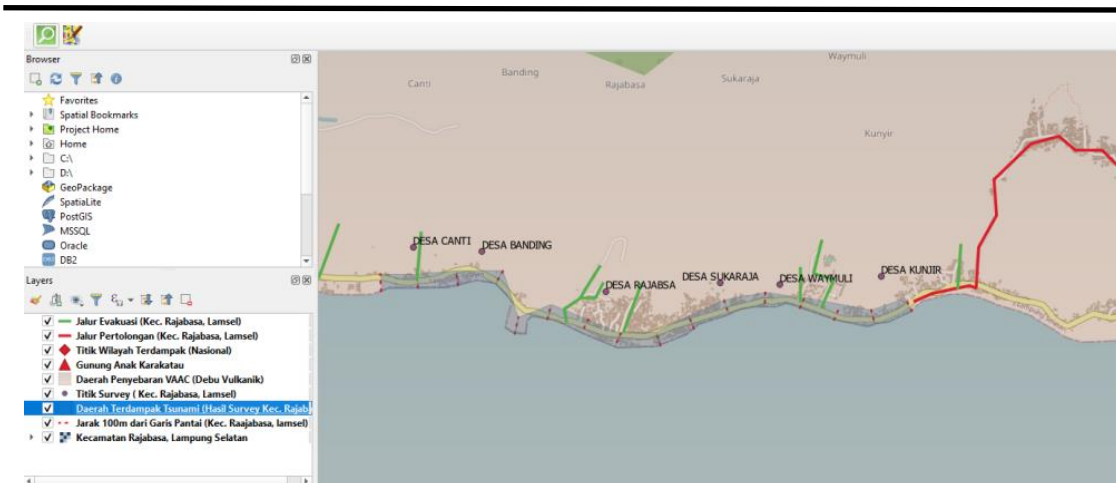 Browser
Favorites
Spatial Bookmarks
Project Home
Home
C:\
D:\
GeoPackage
SpatiaLite
PostGIS
MSSQL
Oracle
DB2
Layers
Jalur Evakuasi (Kec. Rajabasa, Lamsel)
Jalur Pertolongan (Kec. Rajabasa, Lamsel)
Titik Wilayah Terdampak (Nasional)
Gunung Anak Karakatau
Daerah Penyebaran VAAC (Debu Vulkanik)
Titik Survey ( Kec. Rajabasa, Lamsel)
Daerah Terdampak Tsunami (Hasil Survey Kec. Rajab
Jarak 100m dari Garis Pantai (Kec. Raajabasa, lamsel)
Kecamatan Rajabasa, Lampung Selatan
Waymuli
Canti
Banding
Rajabasa
Sukaraja
Kunyir
DESA CANTI
DESA BANDING
DESA RAJABSA
DESA SUKARAJA
DESA WAYMULI
DESA KUNJIR